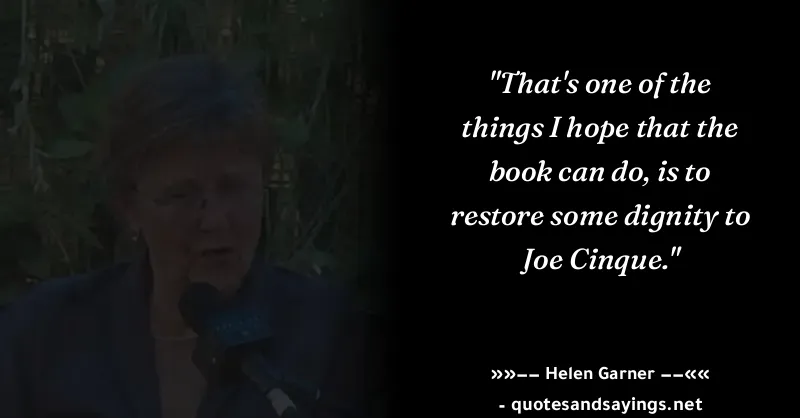 "That's one of the
things I hope that the
book can do, is to
restore some dignity to
Joe Cinque."
»»–– Helen Garner ––««
- quotesandsayings.net